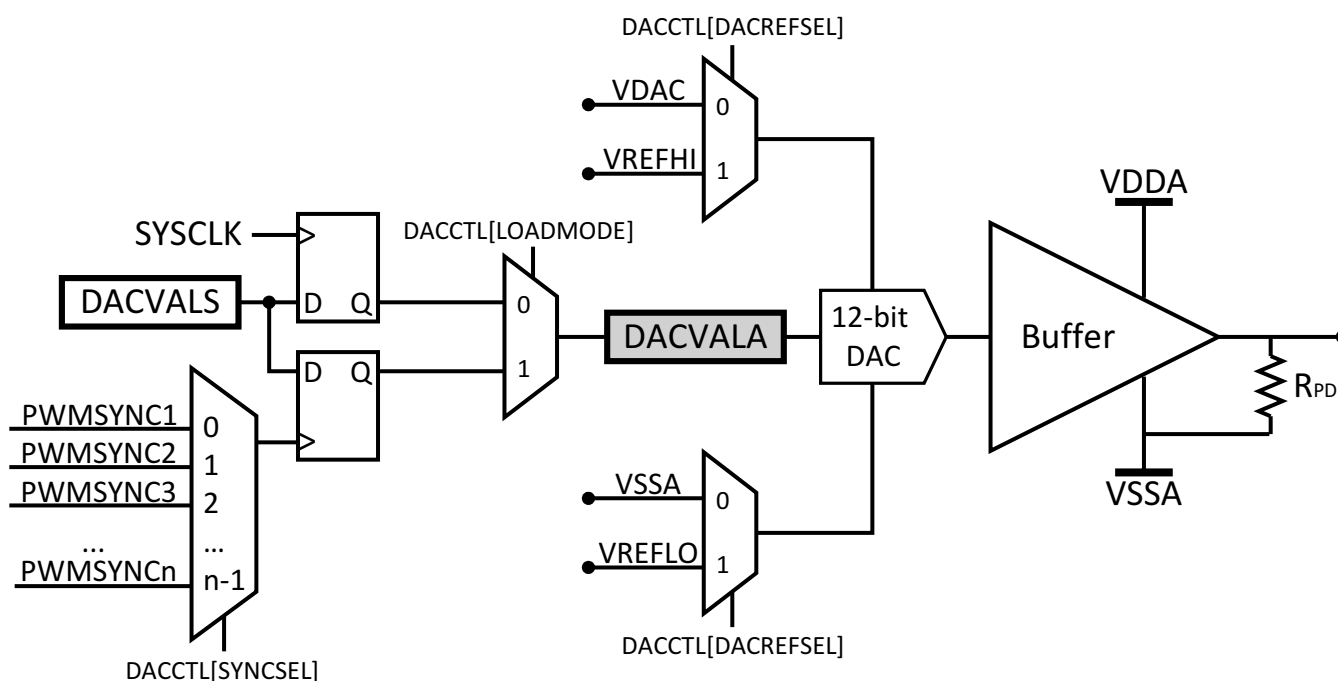 DACCTL[DACREFSEL]
VDAC
0
VREFHI
1
VDDA
SYSCLK
DACCTL[LOADMODE]
DACVALS
D Q
0
DACVALA
12-bit
DAC
Buffer
D Q
1
RPD
PWMSYNC1
0
PWMSYNC2
1
PWMSYNC3
2
...
...
PWMSYNCn
n-1
VSSA
0
VREFLO
1
VSSA
DACCTL[DACREFSEL]
DACCTL[SYNCSEL]